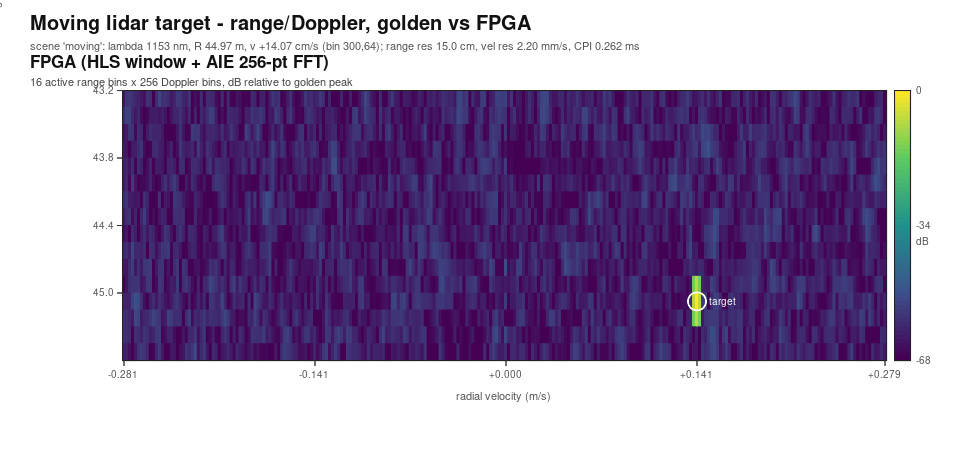 Moving lidar target - range/Doppler, golden vs FPGA
scene 'moving': lambda 1153 nm, R 44.97 m, v +14.07 cm/s (bin 300,64); range res 15.0 cm, vel res 2.20 mm/s, CPI 0.262 ms
FPGA (HLS window + AIE 256-pt FFT)
16 active range bins x 256 Doppler bins, dB relative to golden peak
43.2
43.8
44.4
45.0
target
-0.281
-0.141
+0.000
+0.141
+0.279
radial velocity (m/s)
0
-34
dB
-68